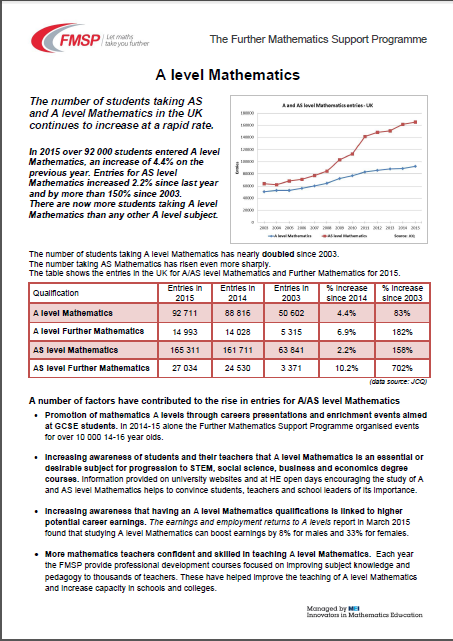 FMSP Let maths
take you further
The Further Mathematics Support Programme
A level Mathematics
The number of students taking AS
and A level Mathematics in the UK
continues to increase at a rapid rate.
In 2015 over 92 000 students entered A level
Mathematics, an increase of 4.4% on the
previous year. Entries for AS level
Mathematics increased 2.2% since last year
and by more than 150% since 2003.
There are now more students taking A level
Mathematics than any other A level subject.
A and AS level Mathematics entries - UK
180000
160000
140000
120000
100000
80000
60000
40000
20000
0
Entries
2003 2004 2005 2006 2007 2008 2009 2010 2011 2012 2013 2014 2015
A level Mathematics AS level Mathematics Source: JCQ
The number of students taking A level Mathematics has nearly doubled since 2003.
The number taking AS Mathematics has risen even more sharply.
The table shows the entries in the UK for A/AS level Mathematics and Further Mathematics for 2015.
Qualification Entries in 2015 Entries in 2014 Entries in 2003 % increase since 2014 % increase since 2003
A level Mathematics 92 711 88 816 50 602 4.4% 83%
A level Further Mathematics 14 993 14 028 5 315 6.9% 182%
AS level Mathematics 165 311 161 711 63 841 2.2% 158%
AS level Further Mathematics 27 034 24 530 3 371 10.2% 702%
(data source: JCQ)
A number of factors have contributed to the rise in entries for A/AS level Mathematics
• Promotion of mathematics A levels through careers presentations and enrichment events aimed
at GCSE students. In 2014-15 alone the Further Mathematics Support Programme organised events
for over 10 000 14-16 year olds.
• Increasing awareness of students and their teachers that A level Mathematics is an essential or
desirable subject for progression to STEM, social science, business and economics degree
courses. Information provided on university websites and at HE open days encouraging the study of A
and AS level Mathematics helps to convince students, teachers and school leaders of its importance.
• Increasing awareness that having an A level Mathematics qualifications is linked to higher
potential career earnings. The earnings and employment returns to A levels report in March 2015
found that studying A level Mathematics can boost earnings by 8% for males and 33% for females.
• More mathematics teachers confident and skilled in teaching A level Mathematics. Each year
the FMSP provide professional development courses focused on improving subject knowledge and
pedagogy to thousands of teachers. These have helped improve the teaching of A level Mathematics
and increase capacity in schools and colleges.
Managed by MEI
Innovators in Mathematics Education